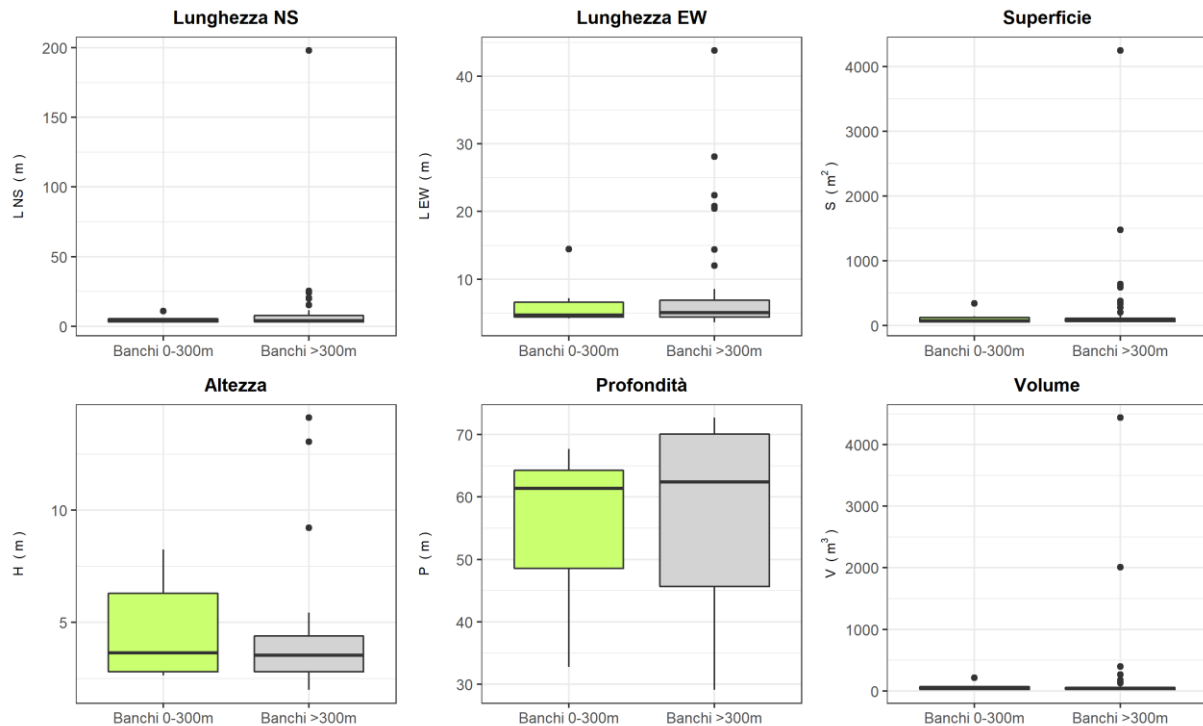 Lunghezza NS
200
150
100
50
0
L NS ( m )
Banchi 0-300m
Banchi >300m
Lunghezza EW
40
30
20
10
L EW ( m )
Banchi 0-300m
Banchi >300m
Superficie
4000
3000
2000
1000
0
S ( m²)
Banchi 0-300m
Banchi >300m
Altezza
10
5
H ( m )
Banchi 0-300m
Banchi >300m
Profondità
70
60
50
40
30
P ( m )
Banchi 0-300m
Banchi >300m
Volume
4000
3000
2000
1000
0
V ( m³)
Banchi 0-300m
Banchi >300m